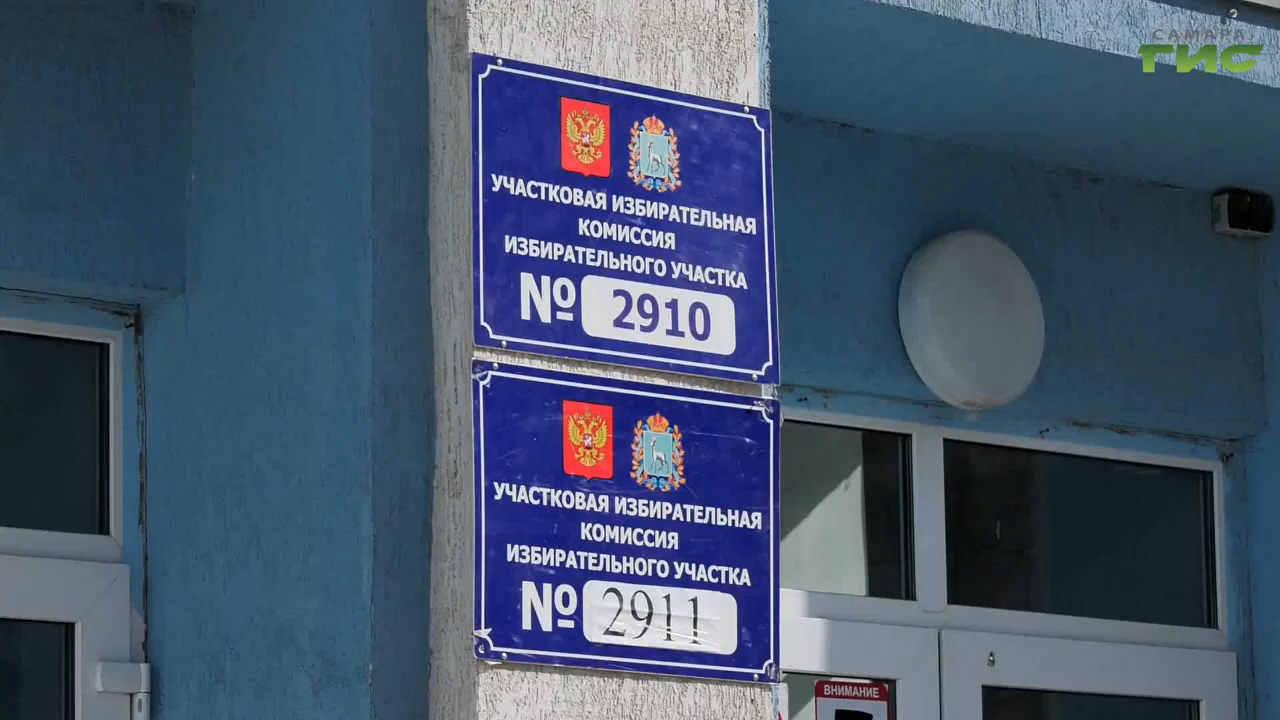 САМАРА
ГИС
УЧАСТКОВАЯ ИЗБИРАТЕЛЬНАЯ
КОМИССИЯ
ИЗБИРАТЕЛЬНОГО УЧАСТКА
№ 2910
УЧАСТКОВАЯ ИЗБИРАТЕЛЬНАЯ
КОМИССИЯ
ИЗБИРАТЕЛЬНОГО УЧАСТКА
№ 2911
ВНИМАНИЕ